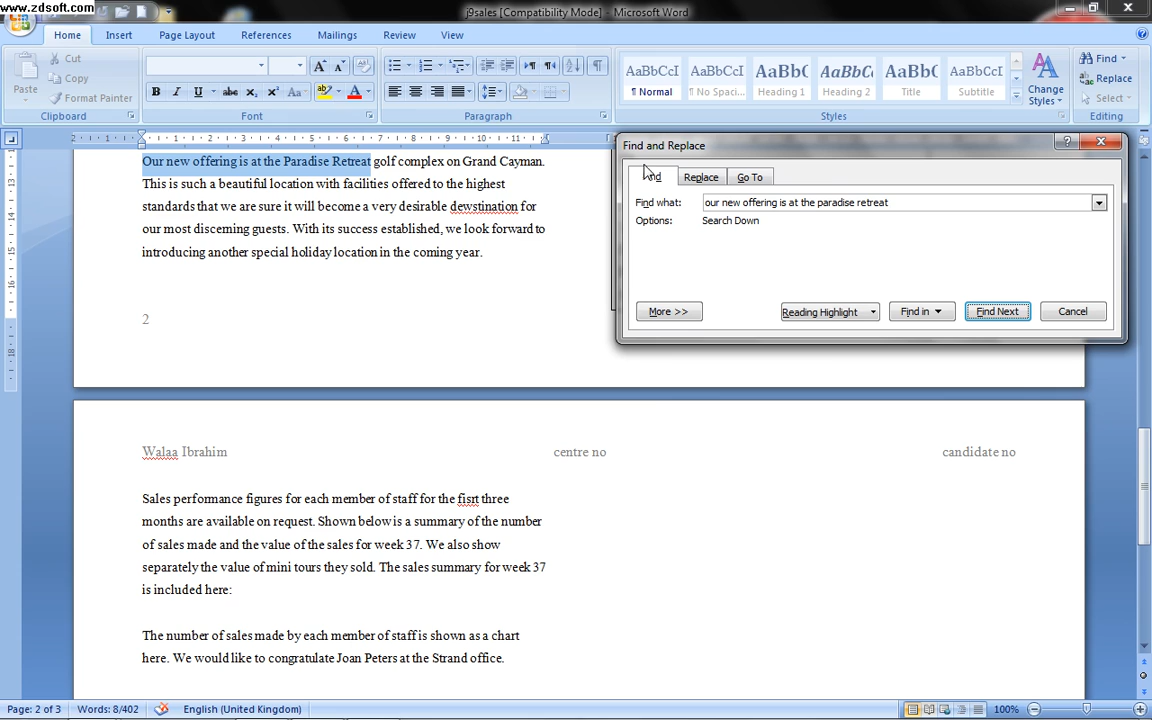 www.zdsoft.com
j9sales [Compatibility Mode] - Microsoft Word
Home Insert Page Layout References Mailings Review View
Paste
Cut
Copy
Format Painter
Clipboard
Font
Paragraph
AaBbCcI AaBbCcI AaBb( AaBbC AaBb( AaBbCcI
¶ Normal ¶ No Spaci... Heading 1 Heading 2 Title Subtitle
Change Styles
Styles
Find
Replace
Select
Editing
Find and Replace
Find Replace Go To
Find what: our new offering is at the paradise retreat
Options: Search Down
More >> Reading Highlight Find in Find Next Cancel
Our new offering is at the Paradise Retreat golf complex on Grand Cayman.
This is such a beautiful location with facilities offered to the highest
standards that we are sure it will become a very desirable dewstination for
our most discerning guests. With its success established, we look forward to
introducing another special holiday location in the coming year.
2
Walaa Ibrahim centre no candidate no
Sales performance figures for each member of staff for the fisrt three
months are available on request. Shown below is a summary of the number
of sales made and the value of the sales for week 37. We also show
separately the value of mini tours they sold. The sales summary for week 37
is included here:
The number of sales made by each member of staff is shown as a chart
here. We would like to congratulate Joan Peters at the Strand office.
Page: 2 of 3 Words: 8/402 English (United Kingdom) 100%